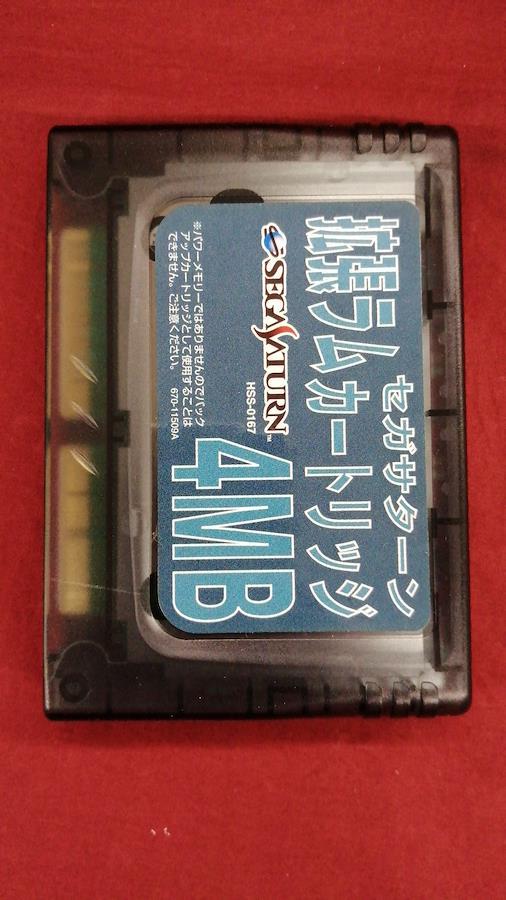 セガサターン
拡張ラムカートリッジ
SEGA SATURN™
HSS-0167
4MB
※パワーメモリーではありませんのでバック
アップカートリッジとして使用することは
できません。ご注意ください。
670-11509A